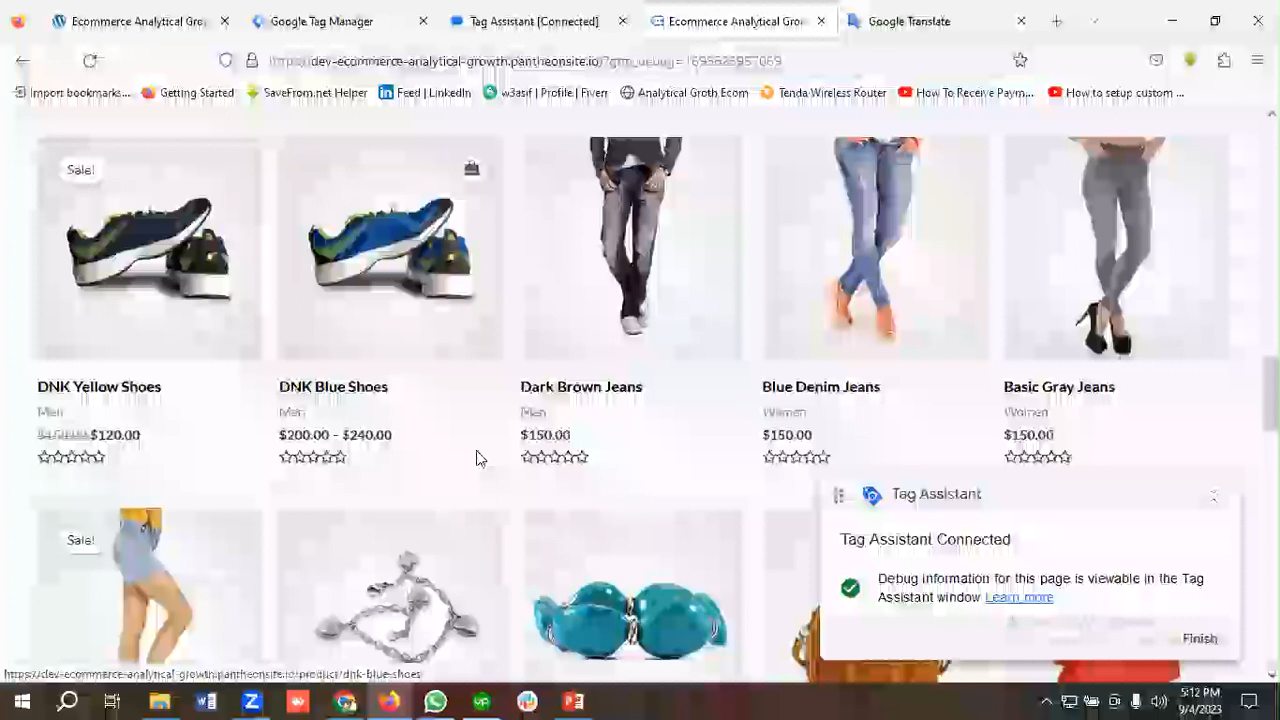 Ecommerce Analytical Gro
Google Tag Manager
Tag Assistant [Connected]
Ecommerce Analytical Gro
Google Translate
dev-ecommerce-analytical-growth.pantheonsite.io
Import bookmarks...
Getting Started
SaveFrom.net Helper
Feed | LinkedIn
w3asif | Profile | Fiverr
Analytical Groth Ecom
Tenda Wireless Router
How To Receive Paym...
How to setup custom ...
Sale!
DNK Yellow Shoes
DNK Blue Shoes
Dark Brown Jeans
Blue Denim Jeans
Basic Gray Jeans
Men
Men
Men
Women
Women
$150.00 $120.00
$200.00 - $240.00
$150.00
$150.00
$150.00
Sale!
Tag Assistant
Tag Assistant Connected
Debug information for this page is viewable in the Tag
Assistant window Learn more
Finish
https://dev-ecommerce-analytical-growth.pantheonsite.io/product/dnk-blue-shoes
5:12 PM
9/4/2023